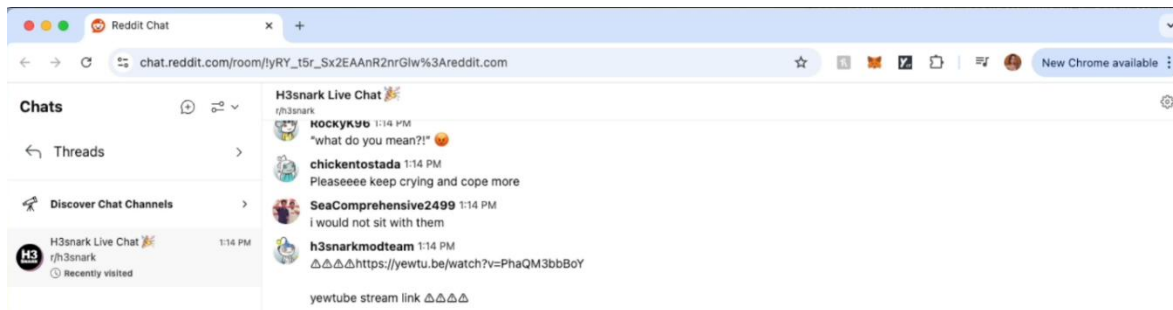 Reddit Chat
chat.reddit.com/room/!yRY_t5r_Sx2EAAnR2nrGlw%3Areddit.com
New Chrome available
Chats
Threads
Discover Chat Channels
H3snark Live Chat 🎉
1:14 PM
r/h3snark
Recently visited
H3
H3snark Live Chat 🎉
r/h3snark
RockyK96 1:14 PM
"what do you mean?!" 😡
chickentostada 1:14 PM
Pleaseeee keep crying and cope more
SeaComprehensive2499 1:14 PM
i would not sit with them
h3snarkmodteam 1:14 PM
⚠⚠⚠⚠https://yewtu.be/watch?v=PhaQM3bbBoY
yewtube stream link ⚠⚠⚠⚠